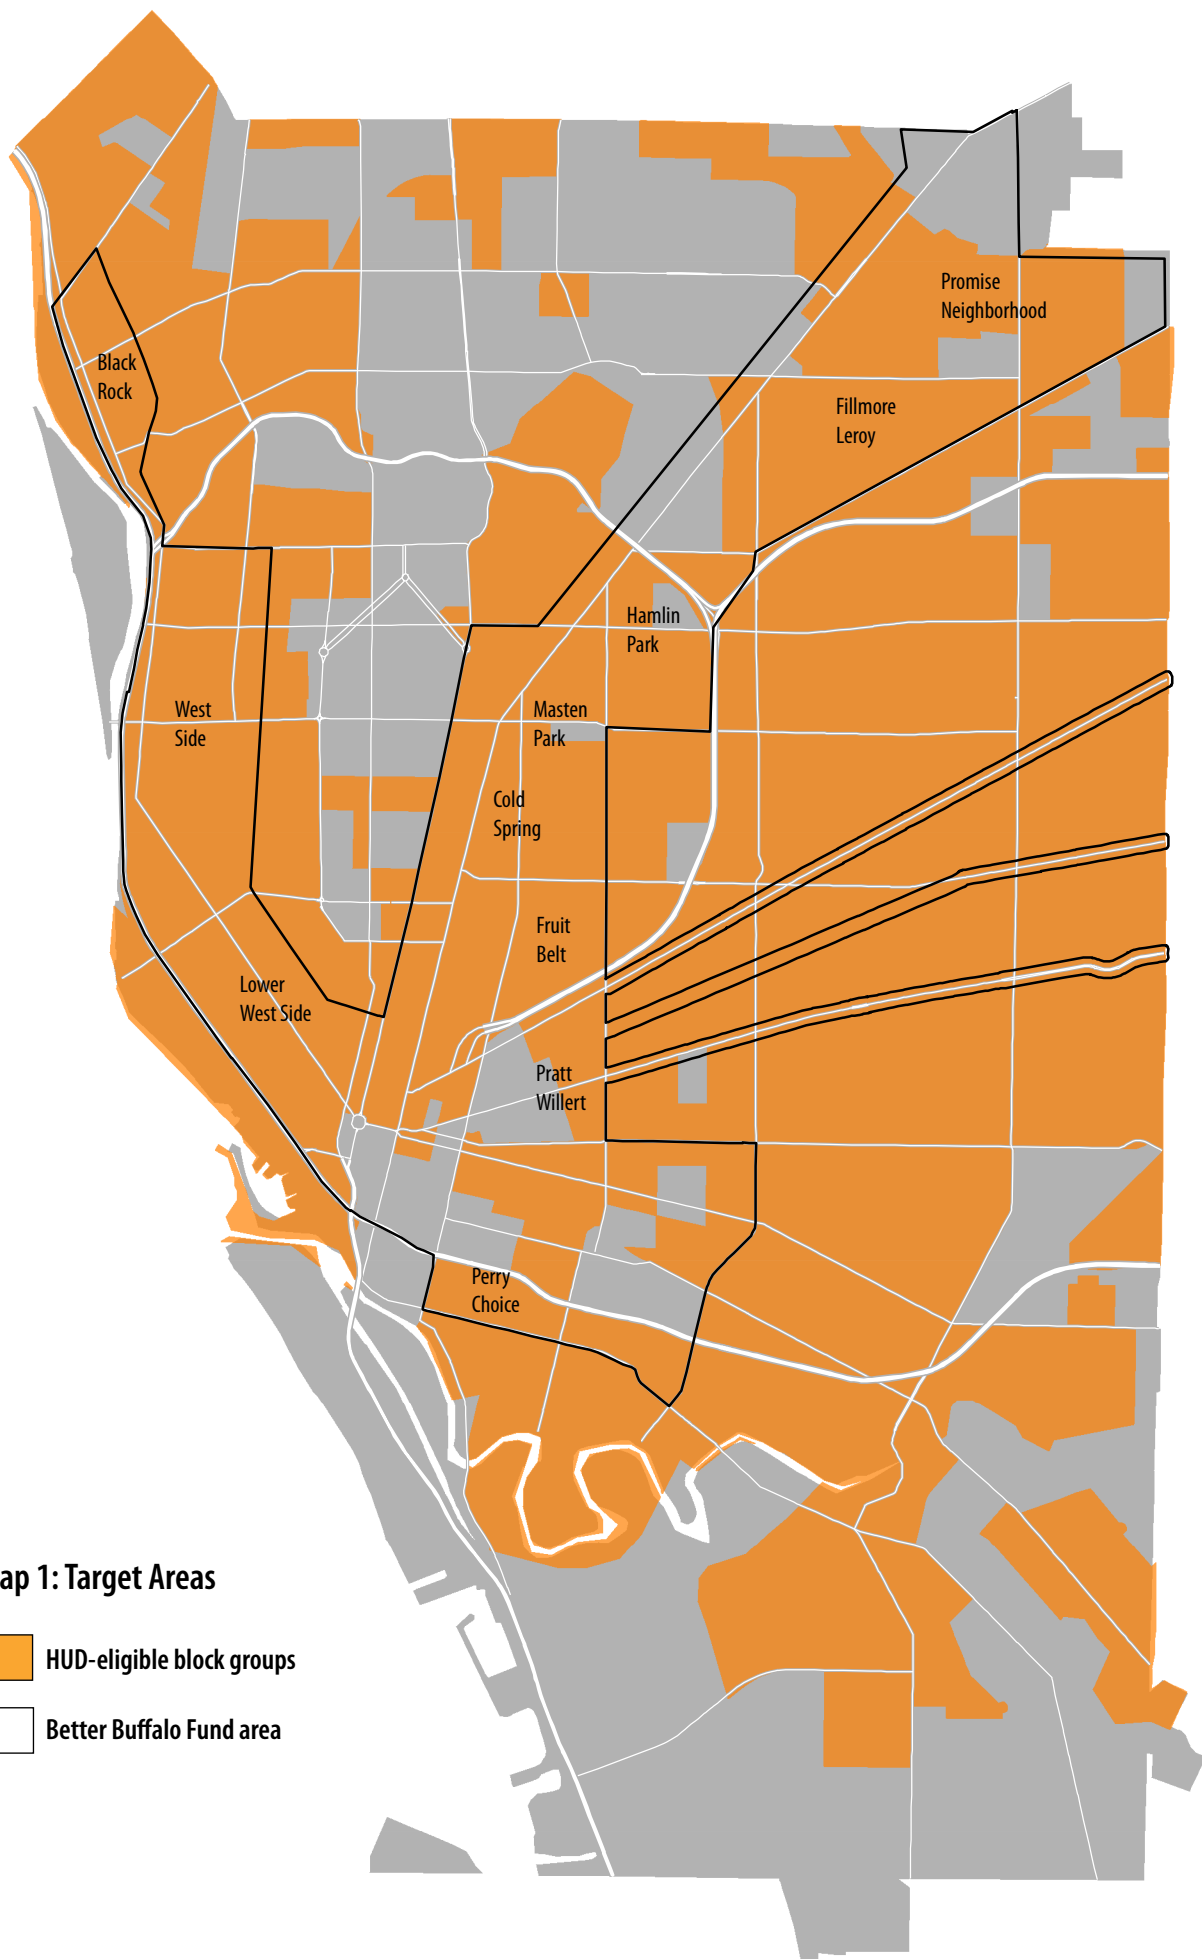 Promise
Neighborhood
Black
Rock
Fillmore
Leroy
Hamlin
Park
West
Side
Masten
Park
Cold
Spring
Fruit
Belt
Lower
West Side
Pratt
Willert
Perry
Choice
ap 1: Target Areas
HUD-eligible block groups
Better Buffalo Fund area